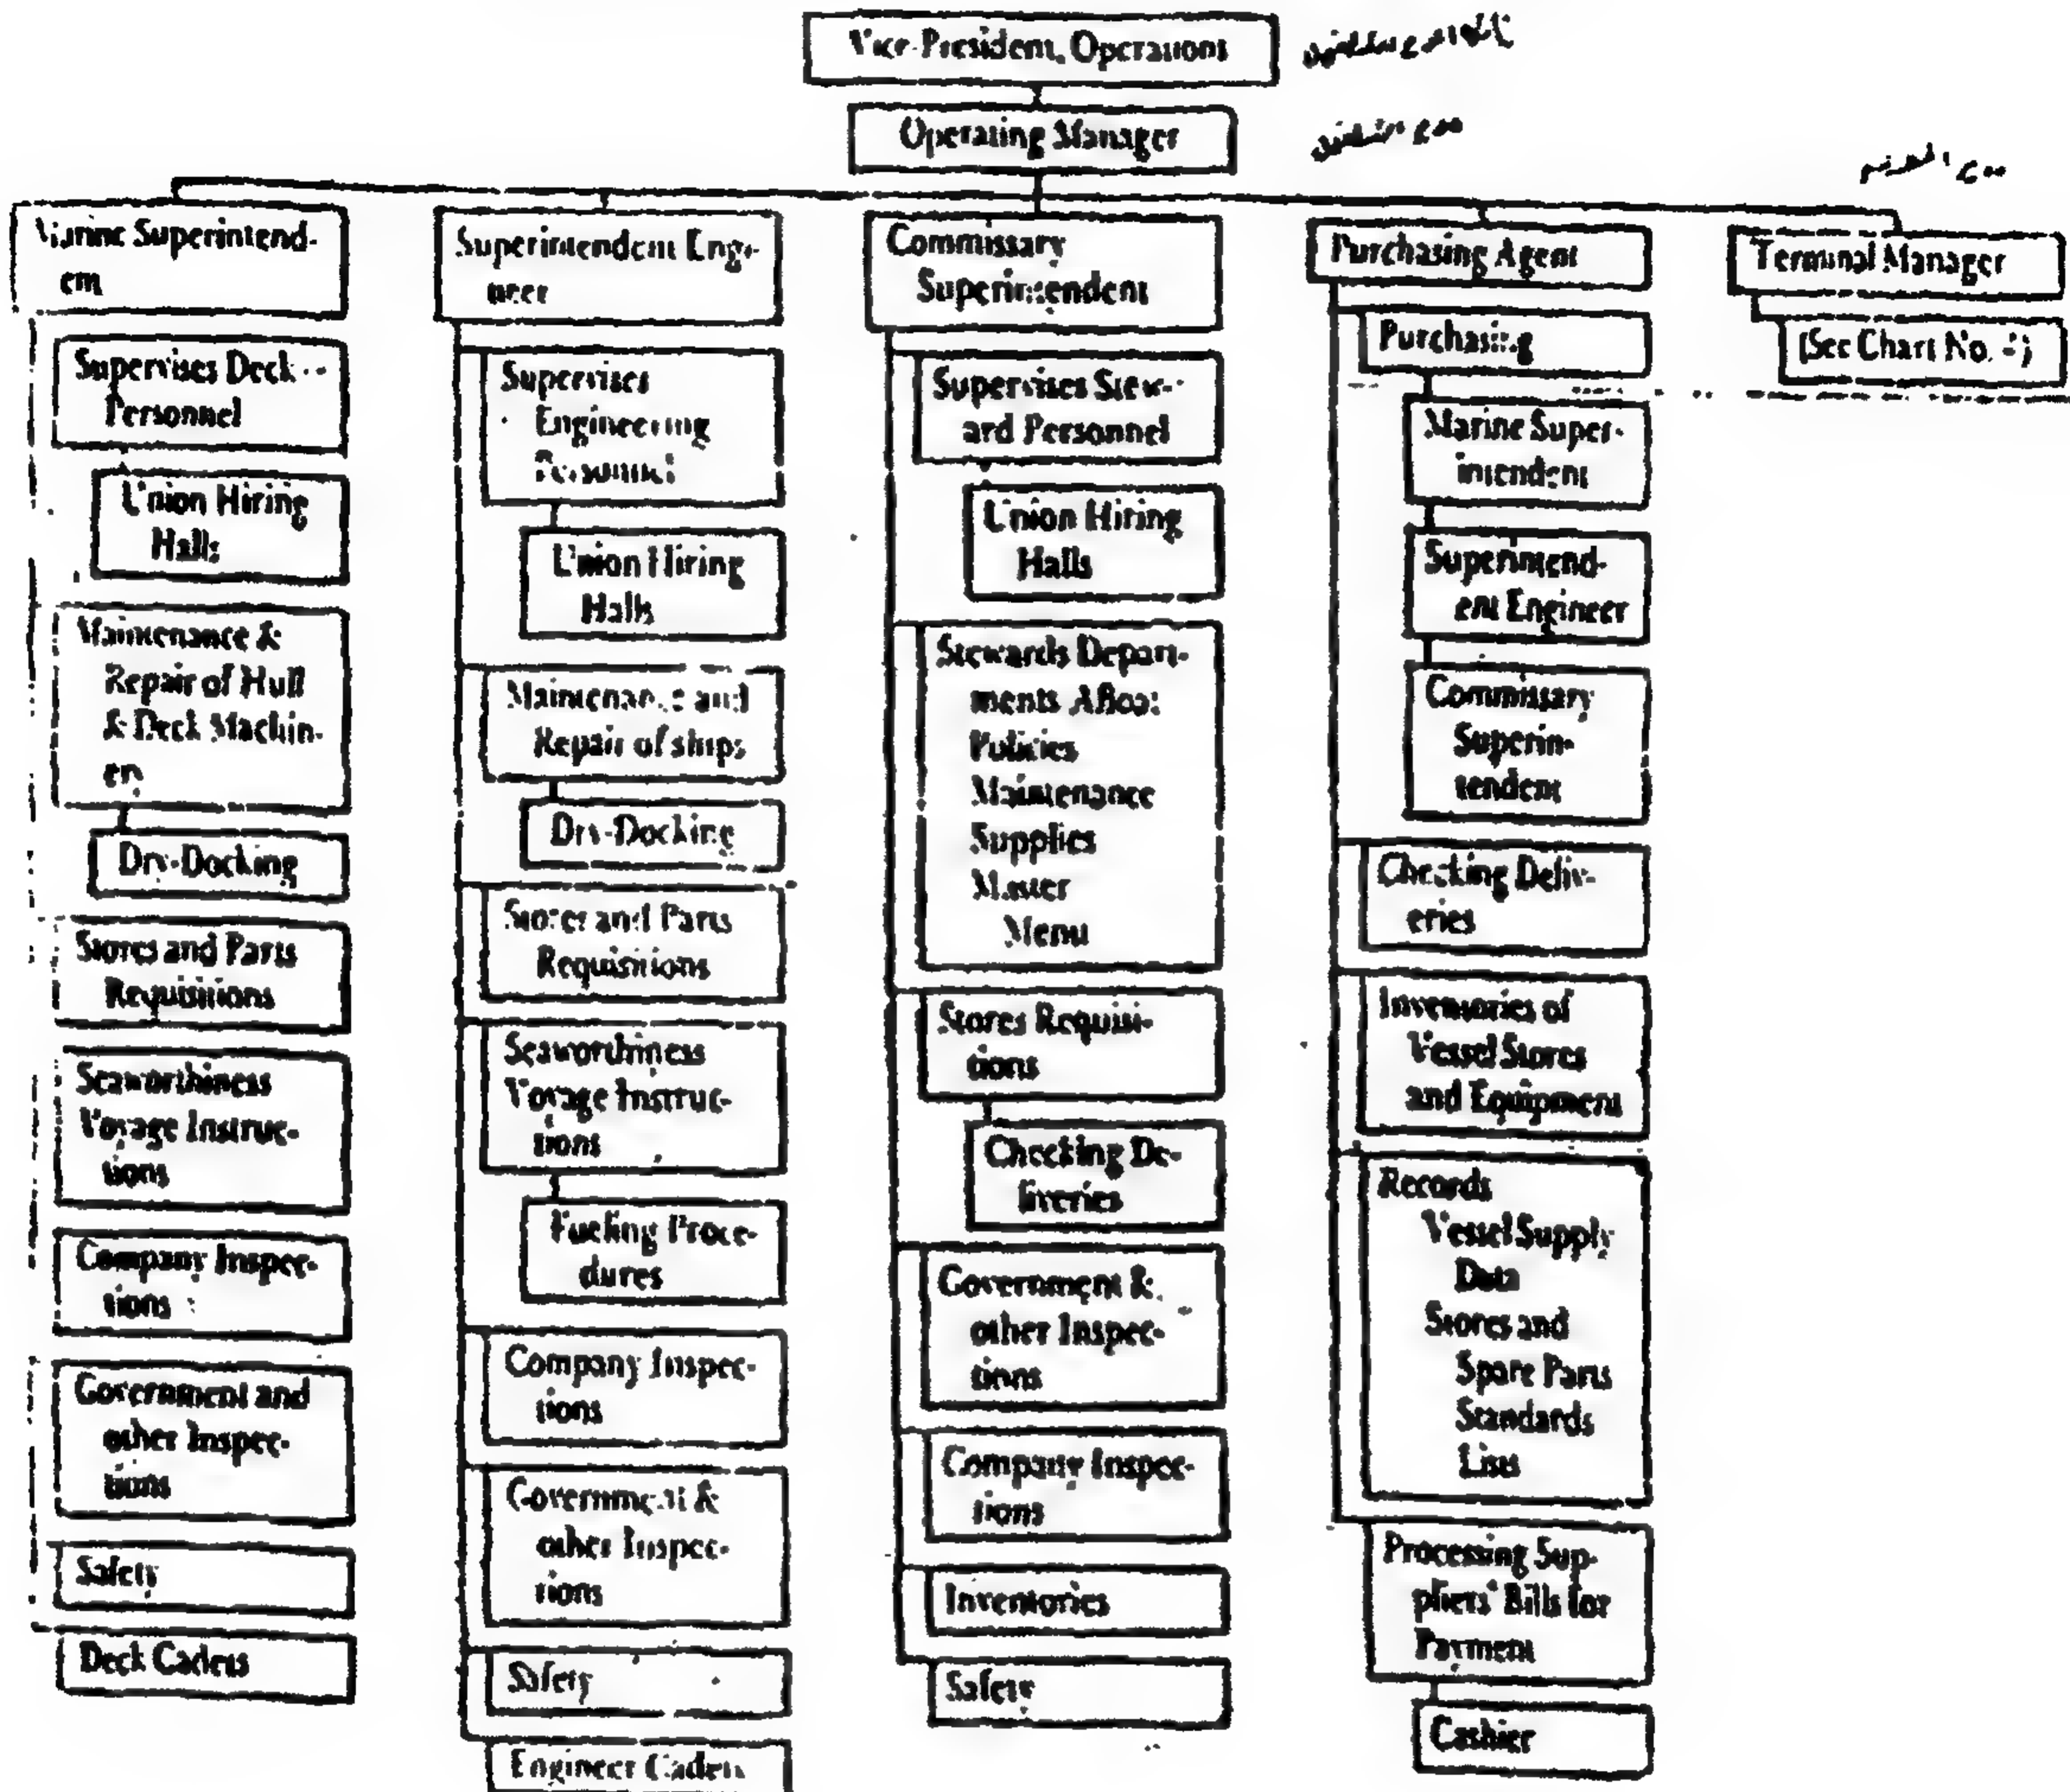 Vice-President, Operations
Operating Manager
Marine Superintend-
ent
Supervises Deck
Personnel
Union Hiring
Halls
Maintenance &
Repair of Hull
& Deck Machin-
ery
Dry-Docking
Stores and Parts
Requisitions
Seaworthiness
Voyage Instruc-
tions
Company Inspec-
tions
Government and
other Inspec-
tions
Safety
Deck Cadets
Superintendent Engi-
neer
Supervises
Engineering
Personnel
Union Hiring
Halls
Maintenance and
Repair of ships
Dry-Docking
Stores and Parts
Requisitions
Seaworthiness
Voyage Instruc-
tions
Fueling Proce-
dures
Company Inspec-
tions
Government &
other Inspec-
tions
Safety
Engineer Cadets
Commissary
Superintendent
Supervises Stew-
ard Personnel
Union Hiring
Halls
Stewards Depart-
ments Afloat
Policies
Maintenance
Supplies
Master
Menu
Stores Requisi-
tions
Checking De-
liveries
Government &
other Inspec-
tions
Company Inspec-
tions
Inventories
Safety
Purchasing Agent
Purchasing
Marine Super-
intendent
Superintend-
ent Engineer
Commissary
Superin-
tendent
Checking Deliv-
eries
Inventories of
Vessel Stores
and Equipment
Records
Vessel Supply
Data
Stores and
Spare Parts
Standards
Lists
Processing Sup-
pliers' Bills for
Payment
Cashier
Terminal Manager
(See Chart No.